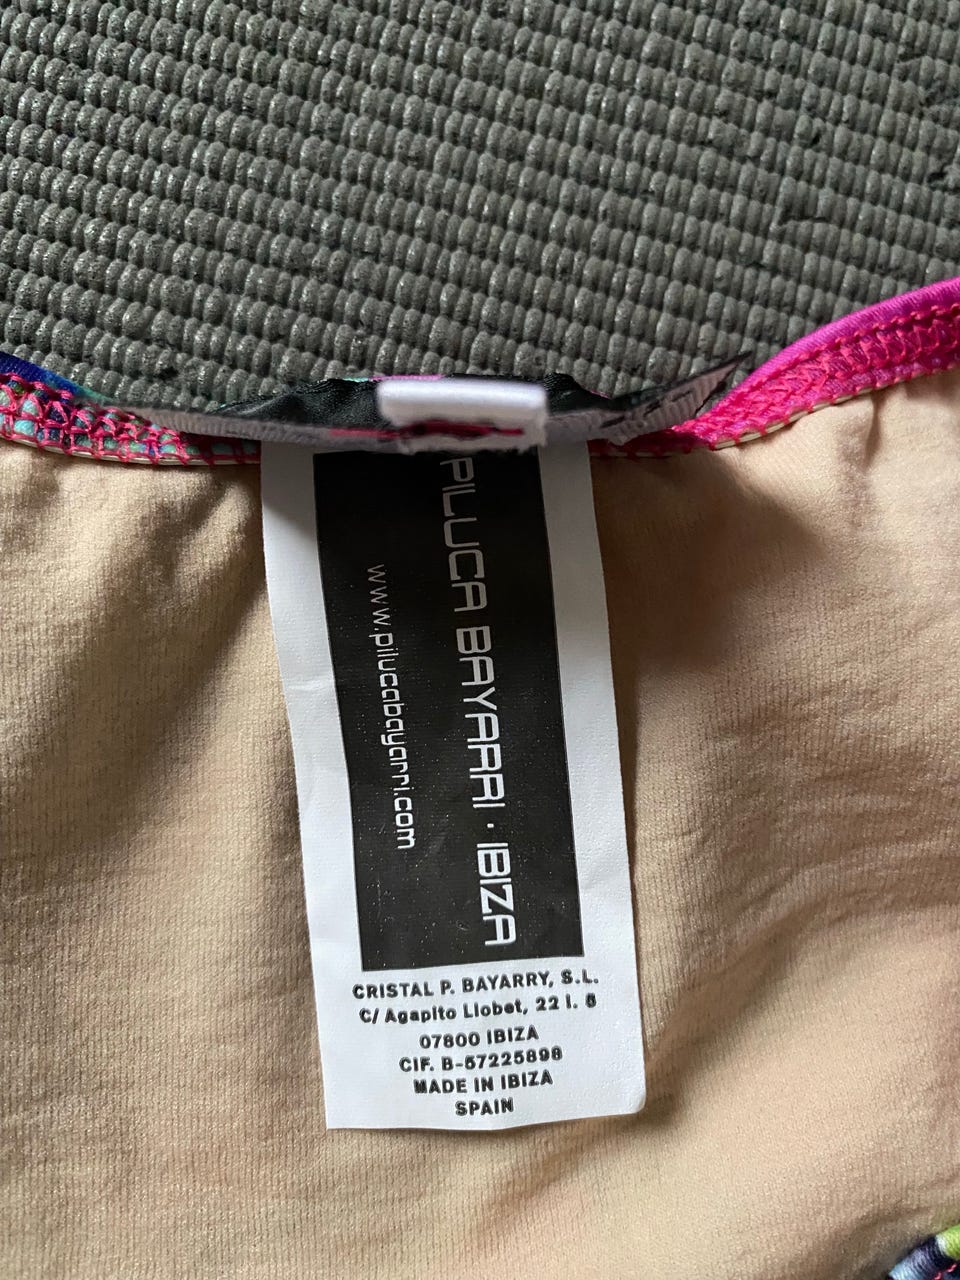 PILUCA BAYARRI · IBIZA
www.pilucabayarri.com
CRISTAL P. BAYARRY, S.L.
C/ Agapito Llobet, 22 l. 5
07800 IBIZA
CIF. B-57225898
MADE IN IBIZA
SPAIN